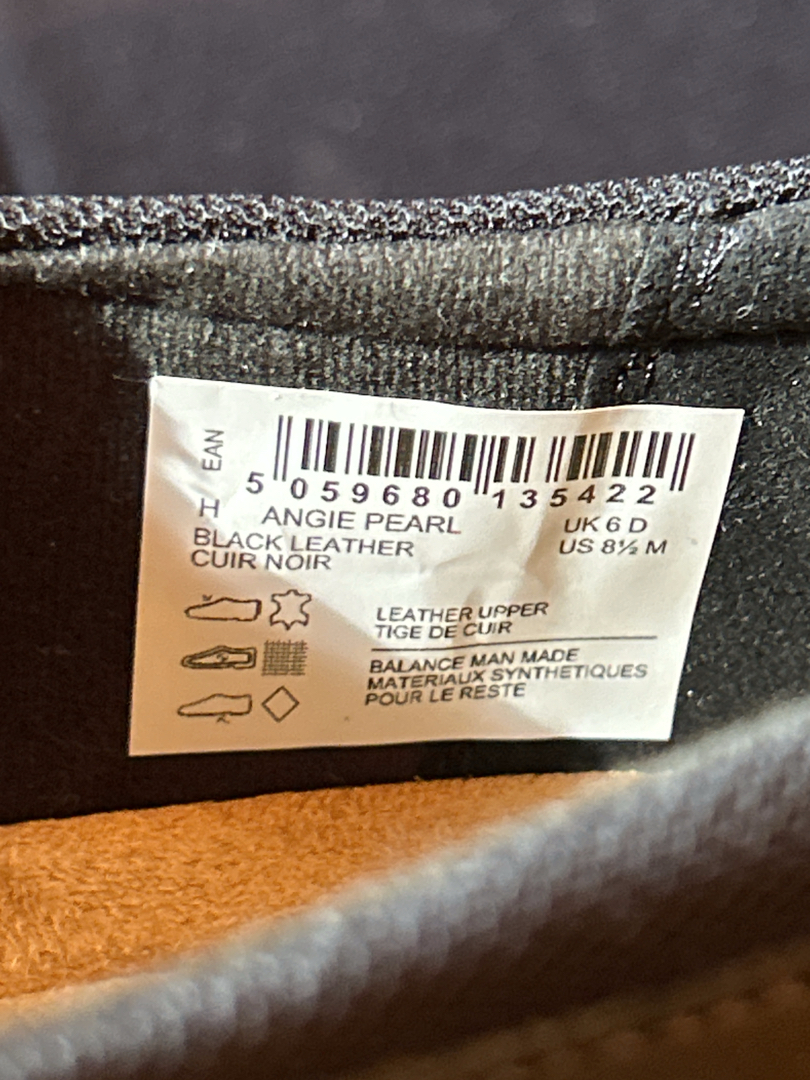 EAN
5 059680 135422
H ANGIE PEARL UK 6 D
BLACK LEATHER US 8½ M
CUIR NOIR
LEATHER UPPER
TIGE DE CUIR
BALANCE MAN MADE
MATERIAUX SYNTHETIQUES
POUR LE RESTE